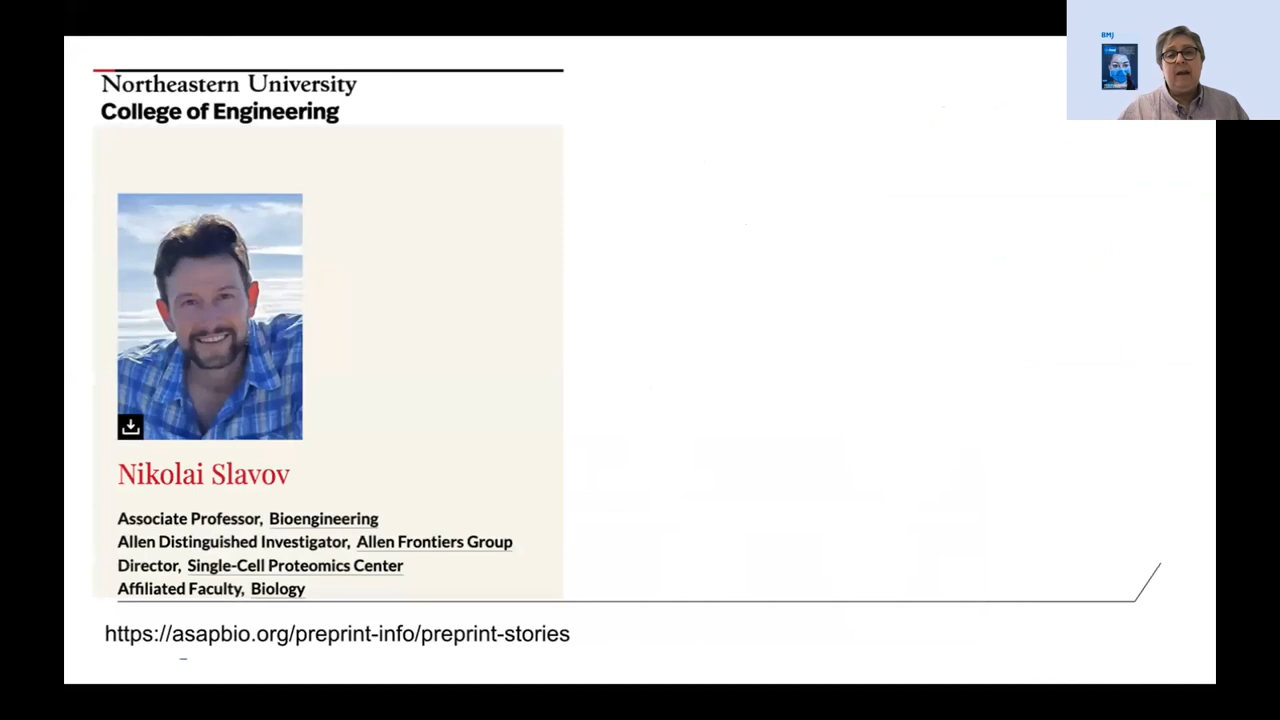 Northeastern University
College of Engineering
Nikolai Slavov
Associate Professor, Bioengineering
Allen Distinguished Investigator, Allen Frontiers Group
Director, Single-Cell Proteomics Center
Affiliated Faculty, Biology
https://asapbio.org/preprint-info/preprint-stories
BMJ